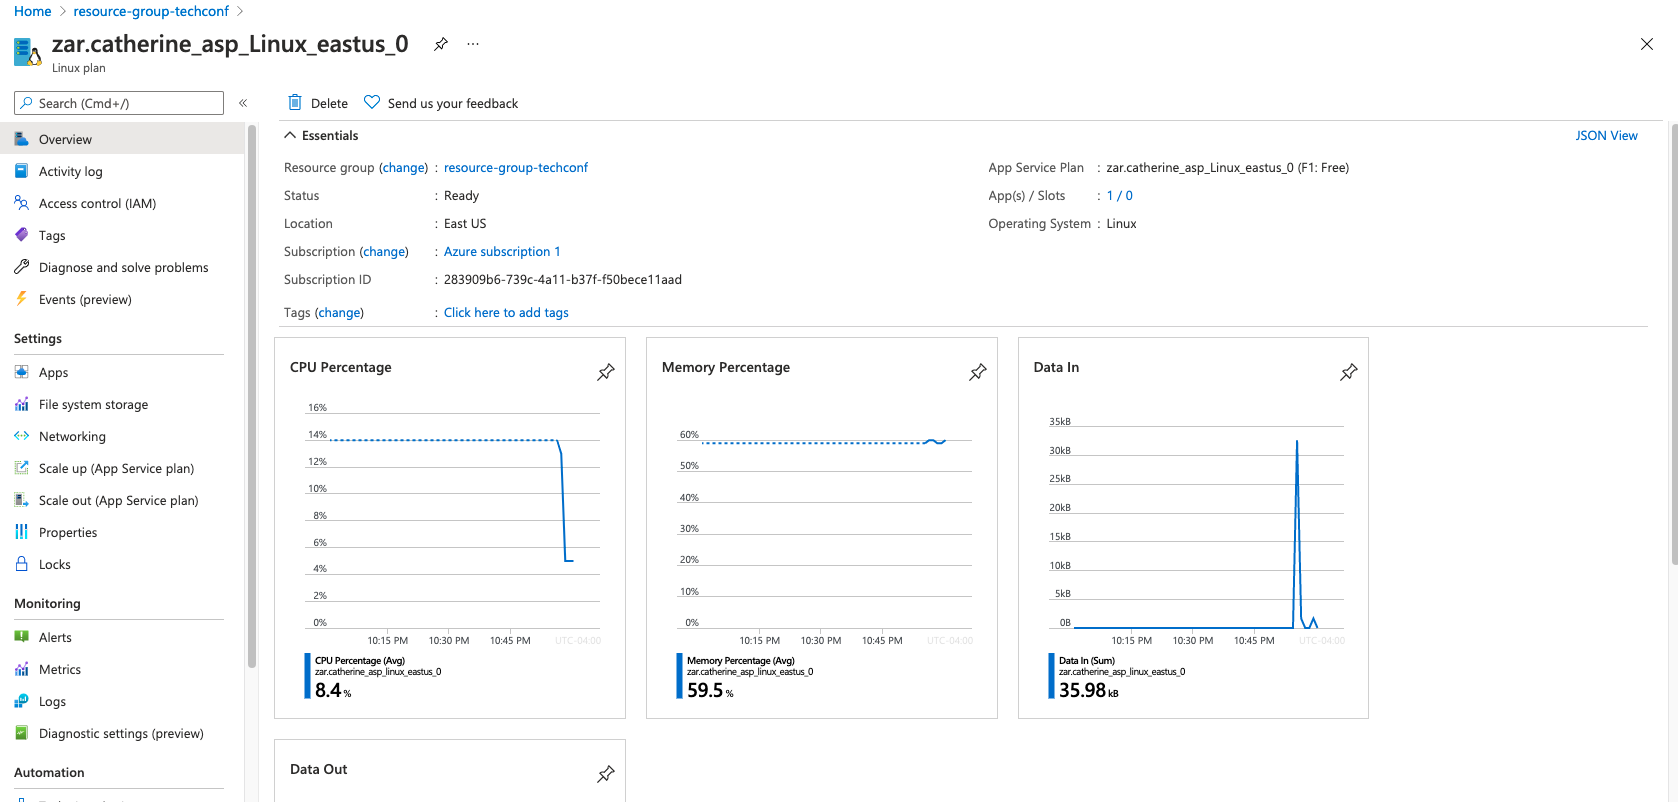 Home > resource-group-techconf >
zar.catherine_asp_Linux_eastus_0 ...
Linux plan
Search (Cmd+/) «
Delete Send us your feedback
Overview
Activity log
Access control (IAM)
Tags
Diagnose and solve problems
Events (preview)
Settings
Apps
File system storage
Networking
Scale up (App Service plan)
Scale out (App Service plan)
Properties
Locks
Monitoring
Alerts
Metrics
Logs
Diagnostic settings (preview)
Automation
Essentials JSON View
Resource group (change) : resource-group-techconf
Status : Ready
Location : East US
Subscription (change) : Azure subscription 1
Subscription ID : 283909b6-739c-4a11-b37f-f50bece11aad
Tags (change) : Click here to add tags
App Service Plan : zar.catherine_asp_Linux_eastus_0 (F1: Free)
App(s) / Slots : 1 / 0
Operating System : Linux
CPU Percentage
16%
14%
12%
10%
8%
6%
4%
2%
0%
10:15 PM 10:30 PM 10:45 PM UTC-04:00
CPU Percentage (Avg)
zar.catherine_asp_linux_eastus_0
8.4 %
Memory Percentage
60%
50%
40%
30%
20%
10%
0%
10:15 PM 10:30 PM 10:45 PM UTC-04:00
Memory Percentage (Avg)
zar.catherine_asp_linux_eastus_0
59.5 %
Data In
35kB
30kB
25kB
20kB
15kB
10kB
5kB
0B
10:15 PM 10:30 PM 10:45 PM UTC-04:00
Data In (Sum)
zar.catherine_asp_linux_eastus_0
35.98 kB
Data Out